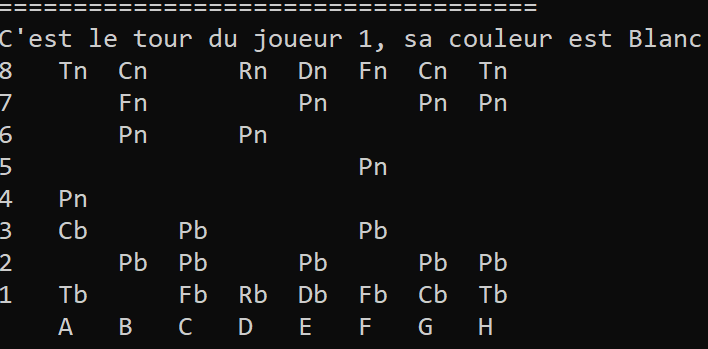 ====================================
C'est le tour du joueur 1, sa couleur est Blanc
8  Tn  Cn      Rn  Dn  Fn  Cn  Tn
7      Fn          Pn      Pn  Pn
6      Pn      Pn
5                      Pn
4  Pn
3  Cb      Pb          Pb
2      Pb  Pb      Pb      Pb  Pb
1  Tb      Fb  Rb  Db  Fb  Cb  Tb
   A   B   C   D   E   F   G   H